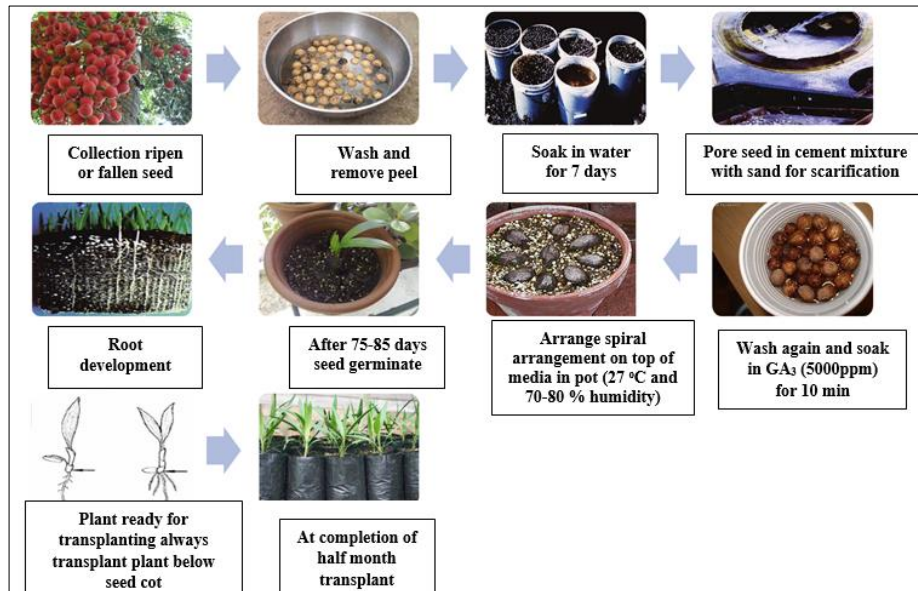 Collection ripen
or fallen seed
Wash and
remove peel
Soak in water
for 7 days
Pore seed in cement mixture
with sand for scarification
Wash again and soak
in GA₃ (5000ppm)
for 10 min
Arrange spiral
arrangement on top of
media in pot (27 ⁰C and
70-80 % humidity)
After 75-85 days
seed germinate
Root
development
Plant ready for
transplanting always
transplant plant below
seed cot
At completion of
half month
transplant